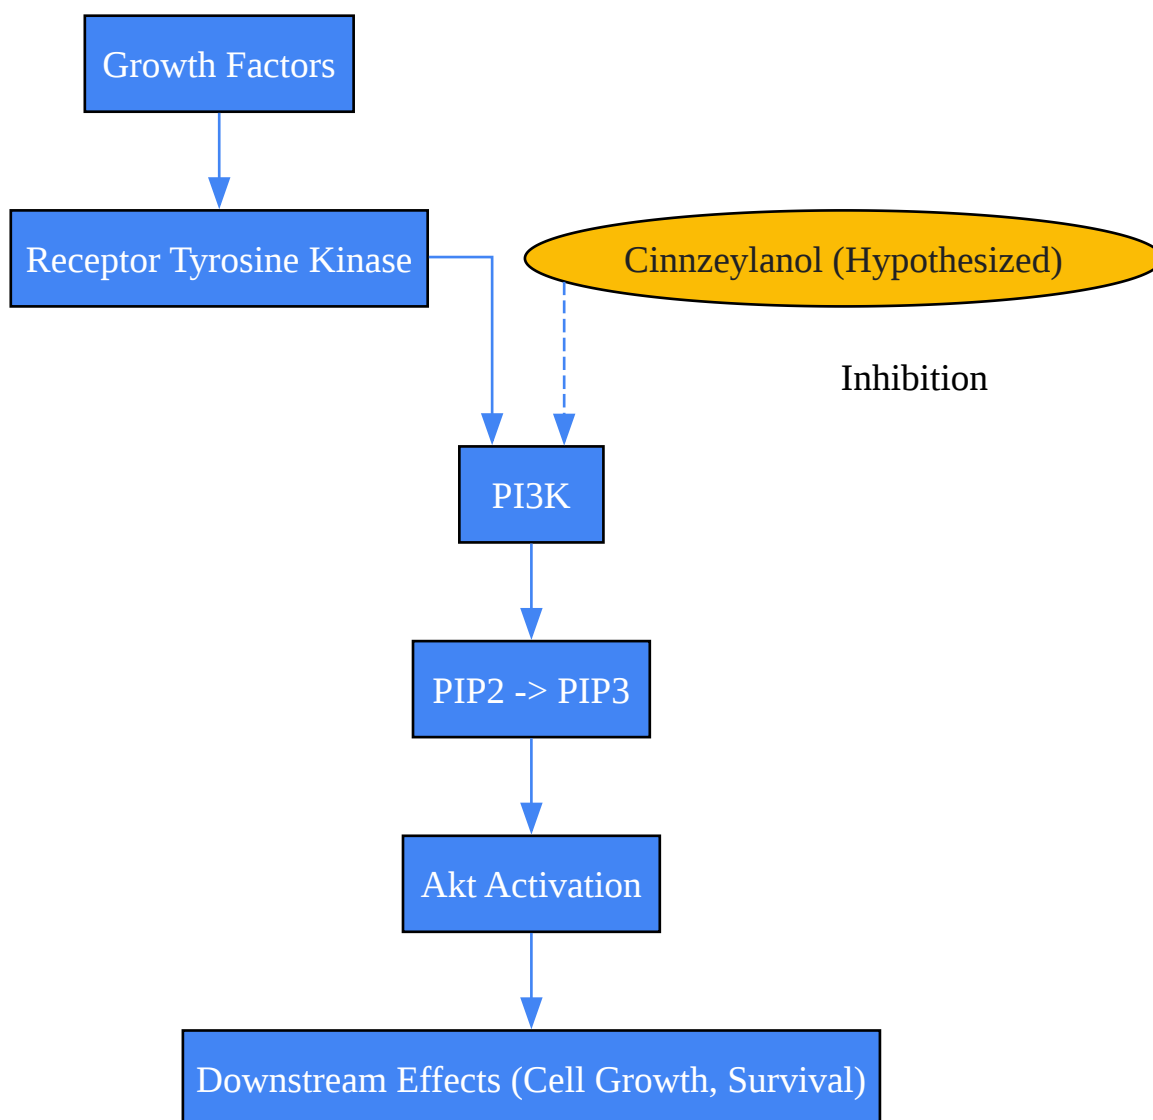 Growth Factors
Receptor Tyrosine Kinase
Cinnzeylanol (Hypothesized)
Inhibition
PI3K
PIP2 -> PIP3
Akt Activation
Downstream Effects (Cell Growth, Survival)